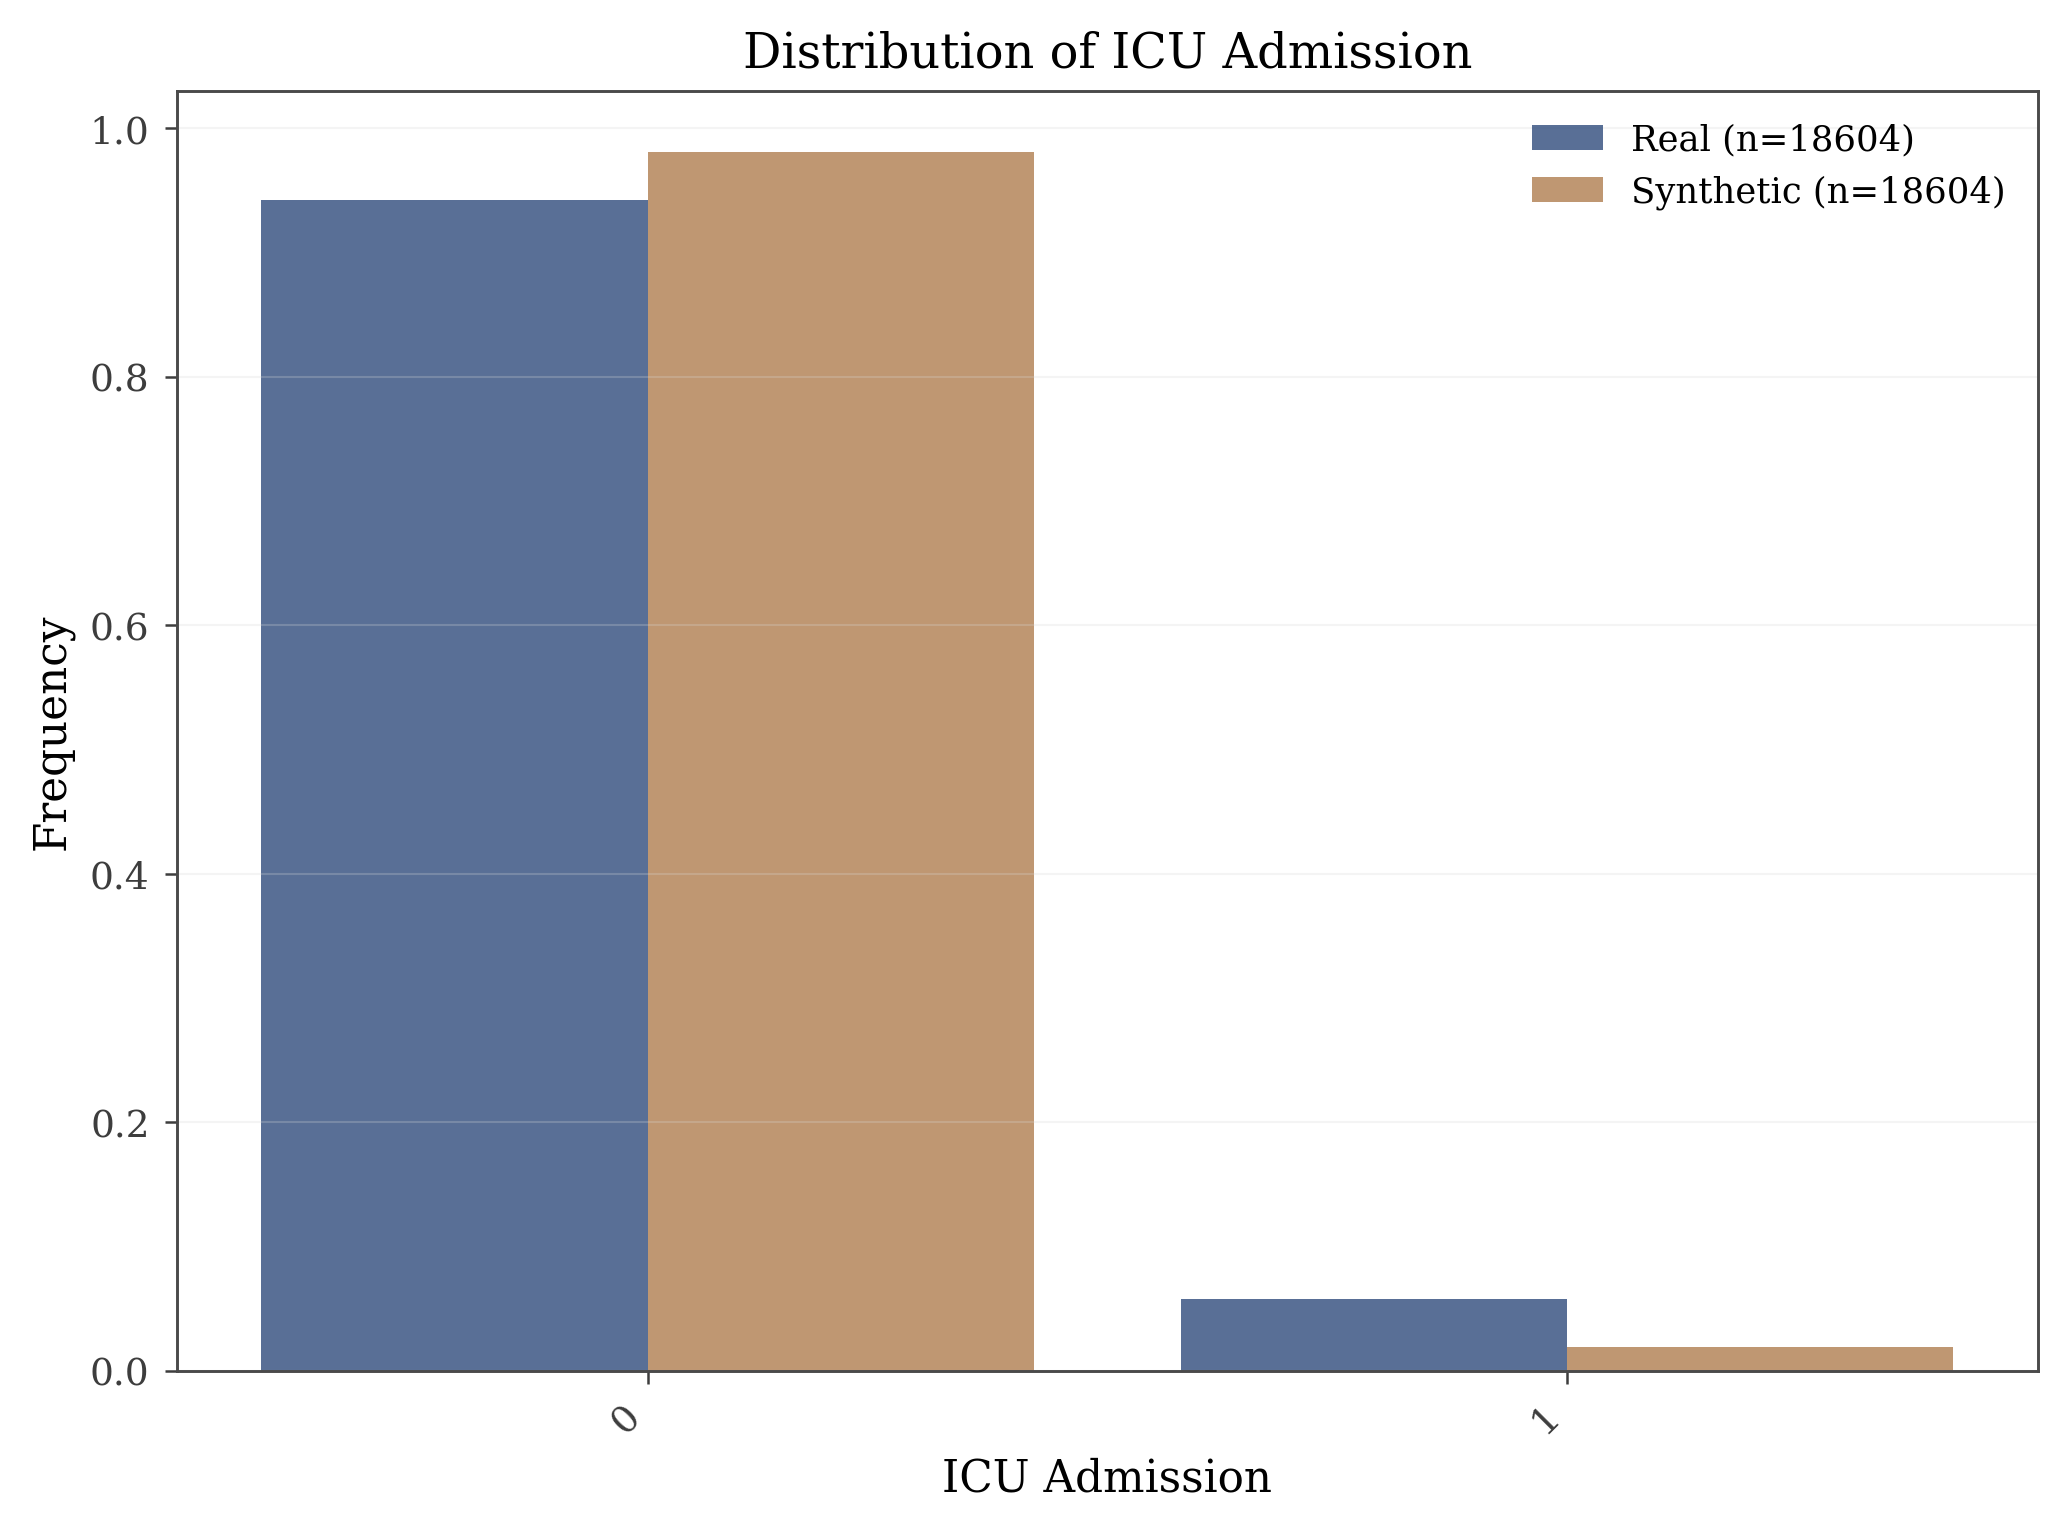 Distribution of ICU Admission
Real (n=18604)
Synthetic (n=18604)
Frequency
1.0
0.8
0.6
0.4
0.2
0.0
0
1
ICU Admission